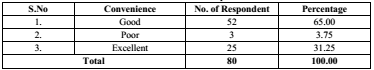 S.No Convenience No. of Respondent Percentage
1. Good 52 65.00
2. Poor 3 3.75
3. Excellent 25 31.25
Total 80 100.00